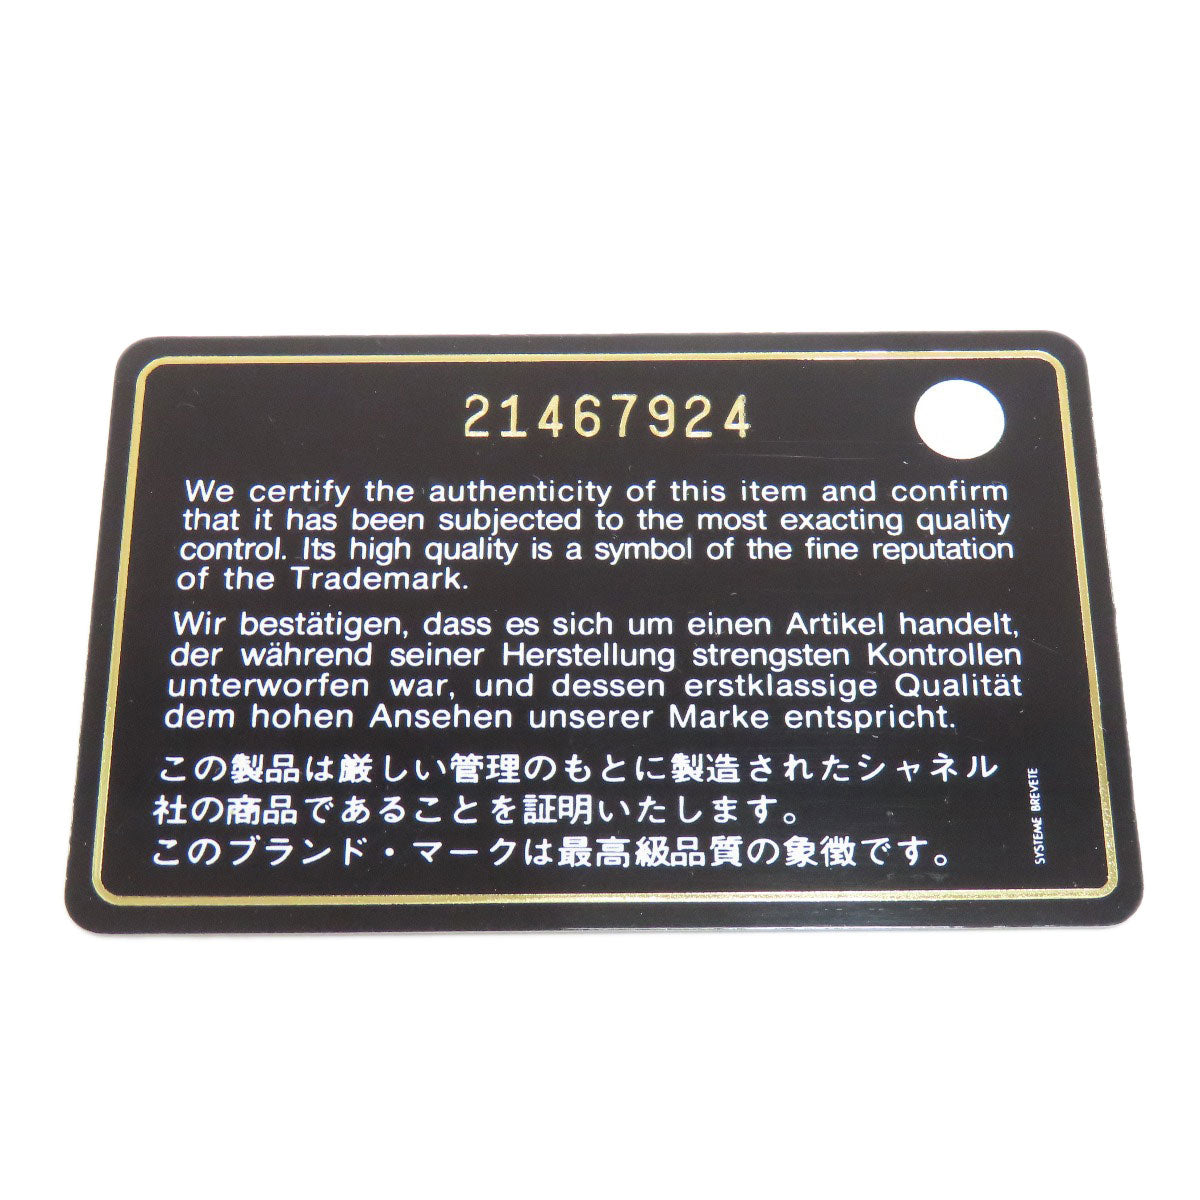 21467924
We certify the authenticity of this item and confirm
that it has been subjected to the most exacting quality
control. Its high quality is a symbol of the fine reputation
of the Trademark.
Wir bestätigen, dass es sich um einen Artikel handelt,
der während seiner Herstellung strengsten Kontrollen
unterworfen war, und dessen erstklassige Qualität
dem hohen Ansehen unserer Marke entspricht.
この製品は厳しい管理のもとに製造されたシャネル
社の商品であることを証明いたします。
このブランド・マークは最高級品質の象徴です。
SYSTEME BREVETE